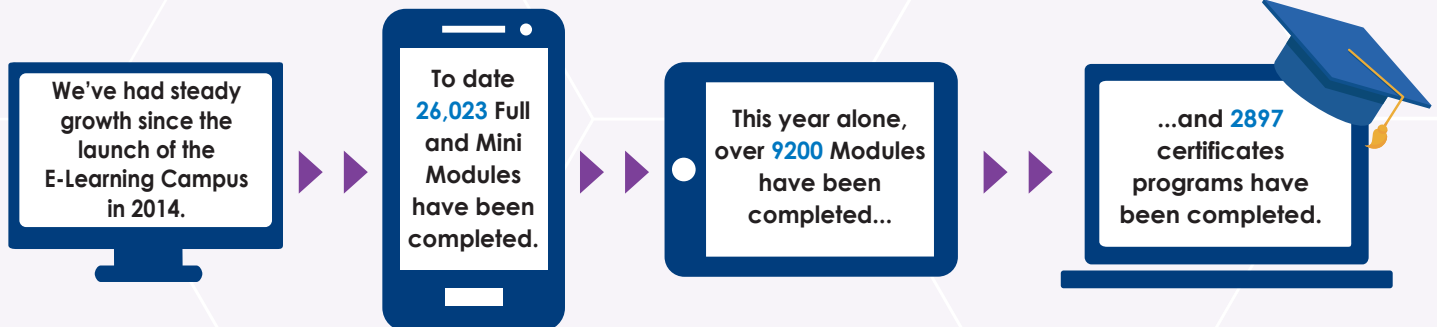 We've had steady
growth since the
launch of the
E-Learning Campus
in 2014.
To date
26,023 Full
and Mini
Modules
have been
completed.
This year alone,
over 9200 Modules
have been
completed...
...and 2897
certificates
programs have
been completed.